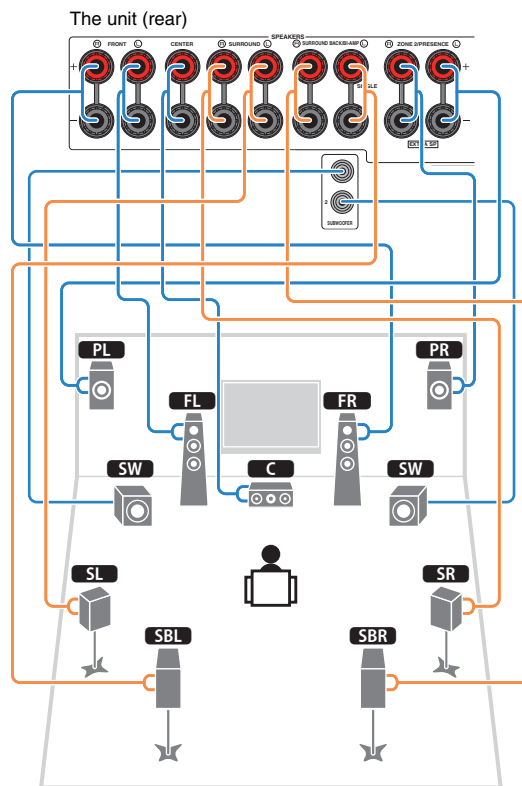 The unit (rear)
SPEAKERS
R FRONT L CENTER R SURROUND L R SURROUND BACK/BI-AMP L R ZONE 2/PRESENCE L
+ +
SINGLE
- -
EXTRA SP
2
SUBWOOFER
PL PR
FL FR
SW C SW
SL SR
SBL SBR